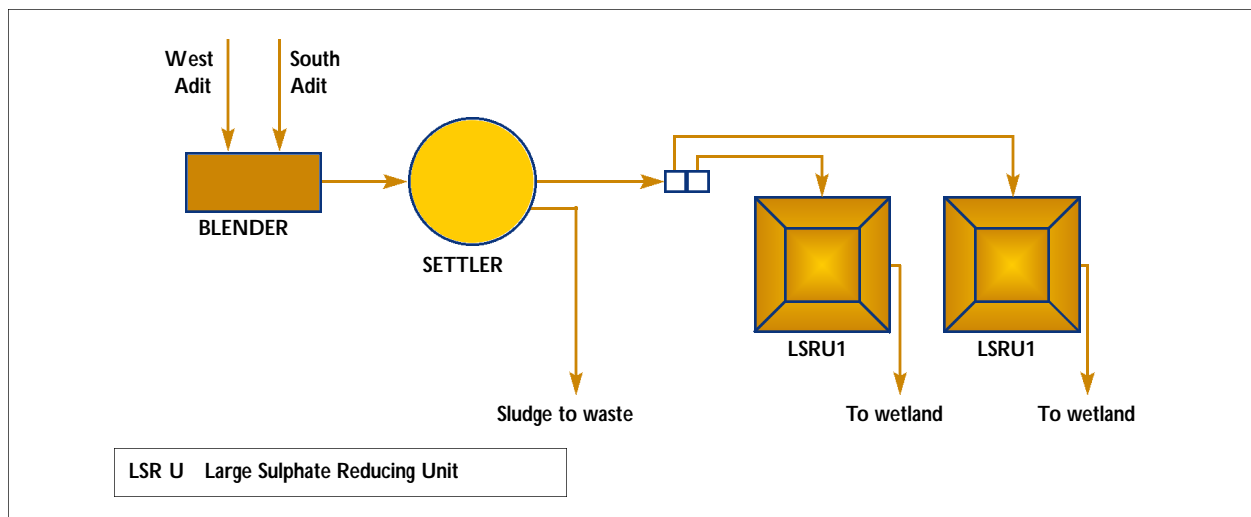 West
Adit
South
Adit
BLENDER
SETTLER
LSRU1
LSRU1
Sludge to waste
To wetland
To wetland
LSR U Large Sulphate Reducing Unit